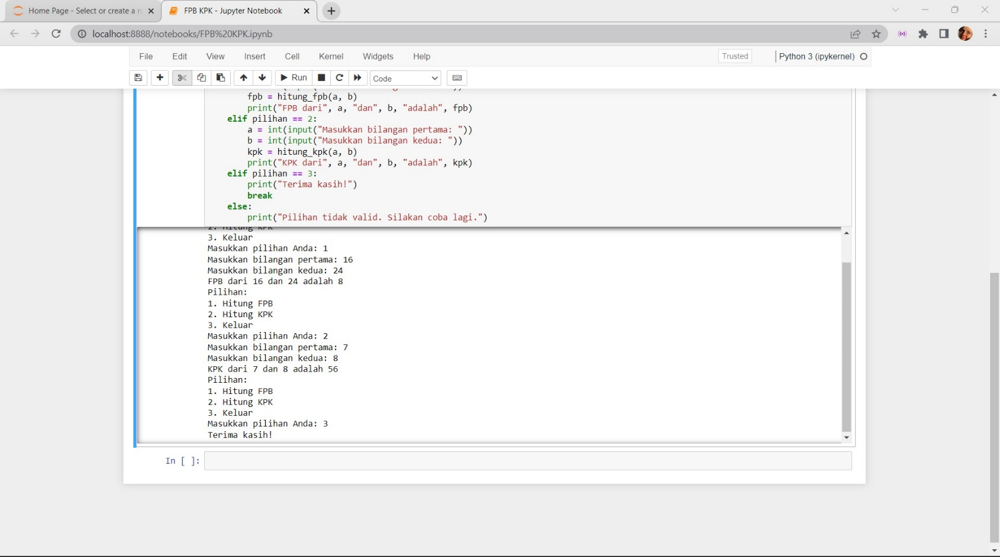 Home Page - Select or create a n
FPB KPK - Jupyter Notebook
localhost:8888/notebooks/FPB%20KPK.ipynb
File Edit View Insert Cell Kernel Widgets Help Trusted Python 3 (ipykernel)
Run Code
fpb = hitung_fpb(a, b)
print("FPB dari", a, "dan", b, "adalah", fpb)
elif pilihan == 2:
a = int(input("Masukkan bilangan pertama: "))
b = int(input("Masukkan bilangan kedua: "))
kpk = hitung_kpk(a, b)
print("KPK dari", a, "dan", b, "adalah", kpk)
elif pilihan == 3:
print("Terima kasih!")
break
else:
print("Pilihan tidak valid. Silakan coba lagi.")
2. Hitung KPK
3. Keluar
Masukkan pilihan Anda: 1
Masukkan bilangan pertama: 16
Masukkan bilangan kedua: 24
FPB dari 16 dan 24 adalah 8
Pilihan:
1. Hitung FPB
2. Hitung KPK
3. Keluar
Masukkan pilihan Anda: 2
Masukkan bilangan pertama: 7
Masukkan bilangan kedua: 8
KPK dari 7 dan 8 adalah 56
Pilihan:
1. Hitung FPB
2. Hitung KPK
3. Keluar
Masukkan pilihan Anda: 3
Terima kasih!
In [ ]: